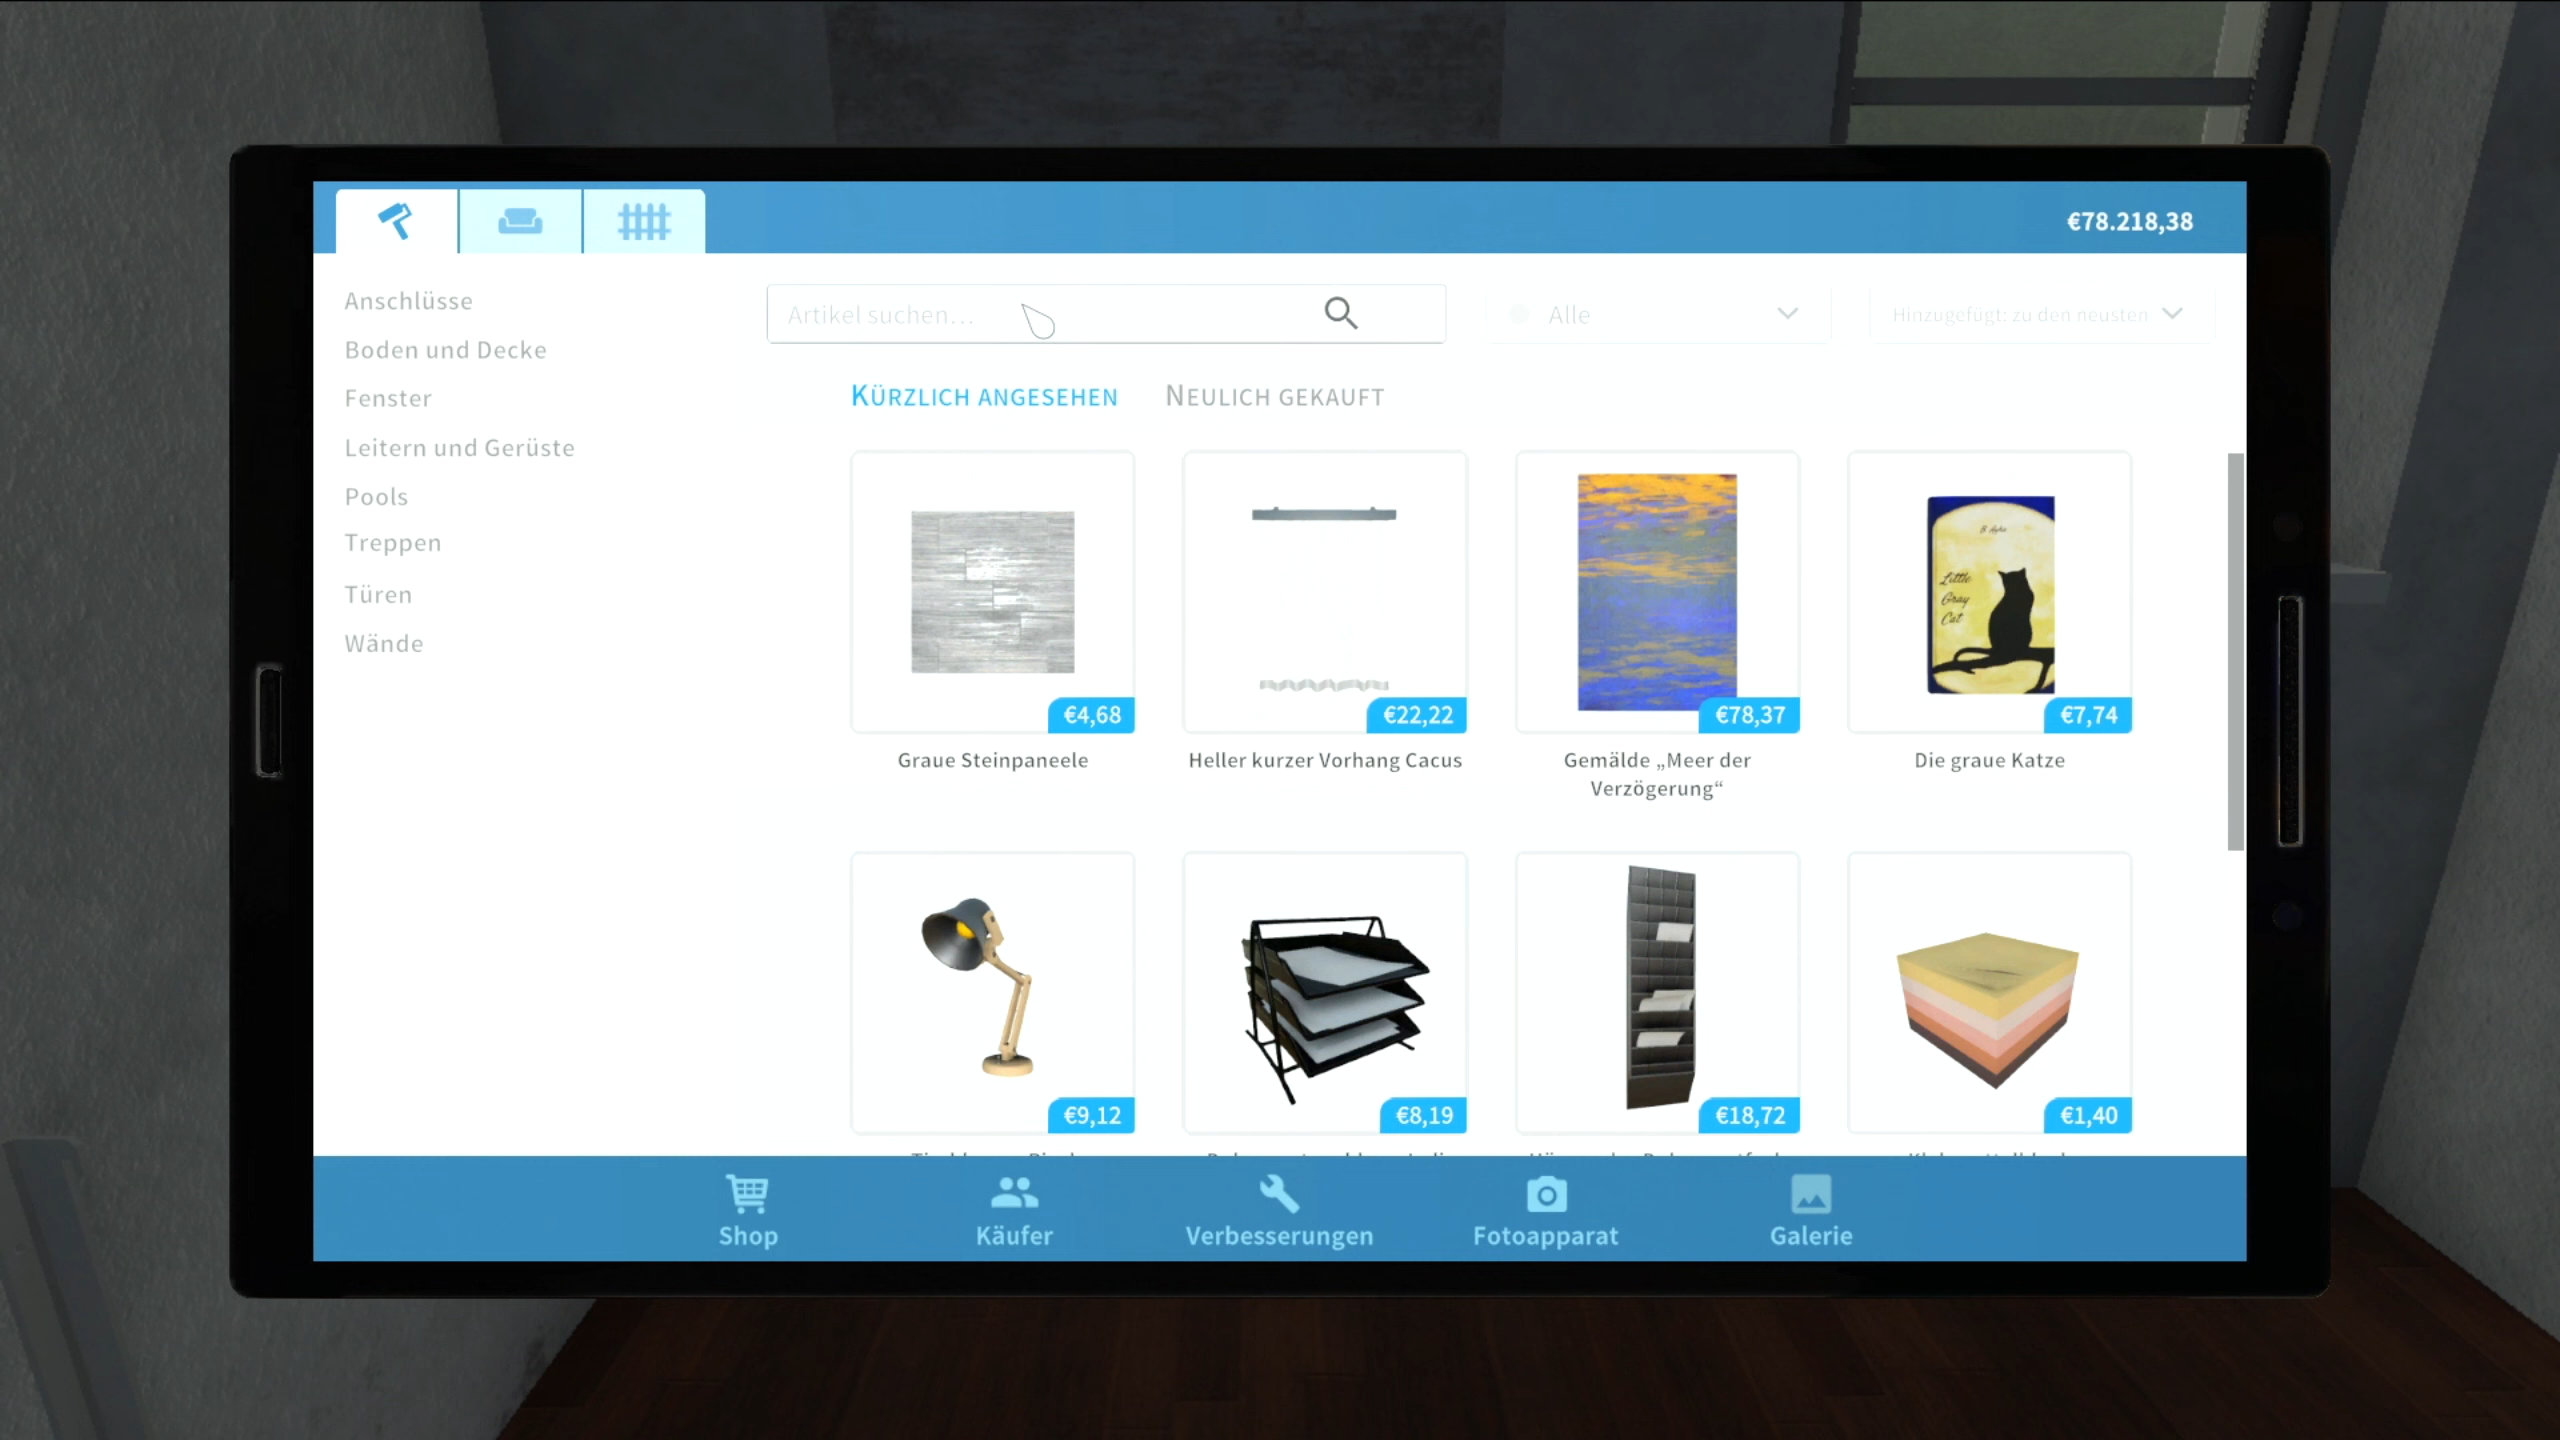 €78.218,38
Anschlüsse
Boden und Decke
Fenster
Leitern und Gerüste
Pools
Treppen
Türen
Wände
Artikel suchen...
Alle
Hinzugefügt: zu den neusten
KÜRZLICH ANGESEHEN
NEULICH GEKAUFT
€4,68
Graue Steinpaneele
€22,22
Heller kurzer Vorhang Cacus
€78,37
Gemälde „Meer der
Verzögerung“
Little
Gray
Cat
€7,74
Die graue Katze
€9,12
€8,19
€18,72
€1,40
Shop
Käufer
Verbesserungen
Fotoapparat
Galerie